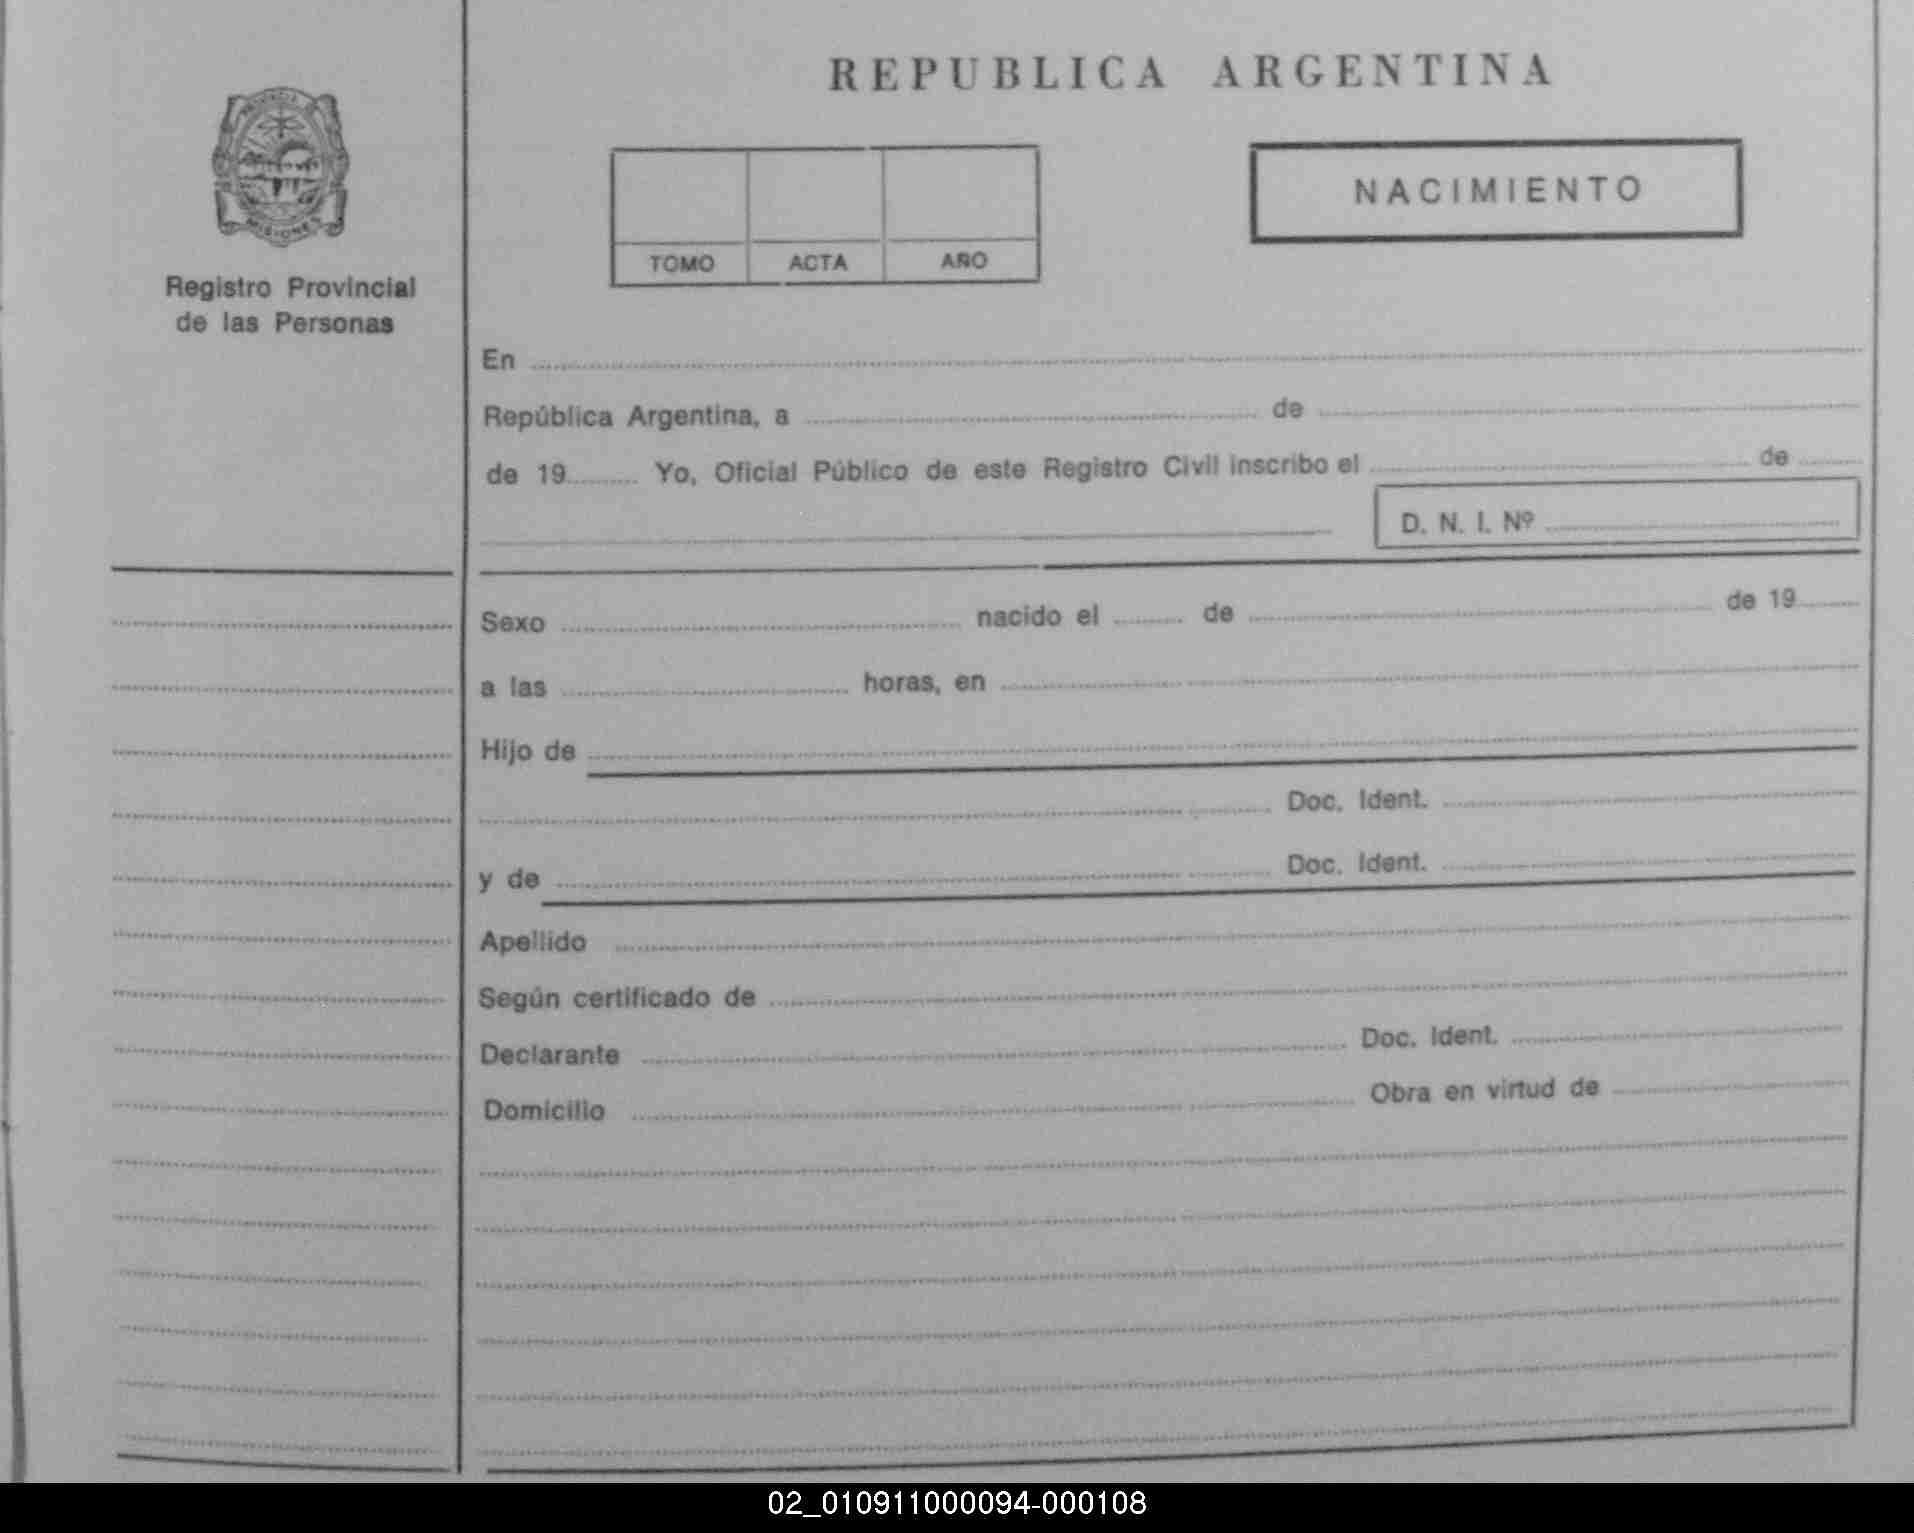 PROVINCIA DE
MISIONES
Registro Provincial
de las Personas
REPUBLICA ARGENTINA
TOMO ACTA AÑO
NACIMIENTO
En
República Argentina, a de
de 19 Yo, Oficial Público de este Registro Civil inscribo el de
D. N. I. Nº
Sexo nacido el de de 19
a las horas, en
Hijo de
Doc. Ident.
y de Doc. Ident.
Apellido
Según certificado de
Declarante Doc. Ident.
Domicilio Obra en virtud de
02_010911000094-000108